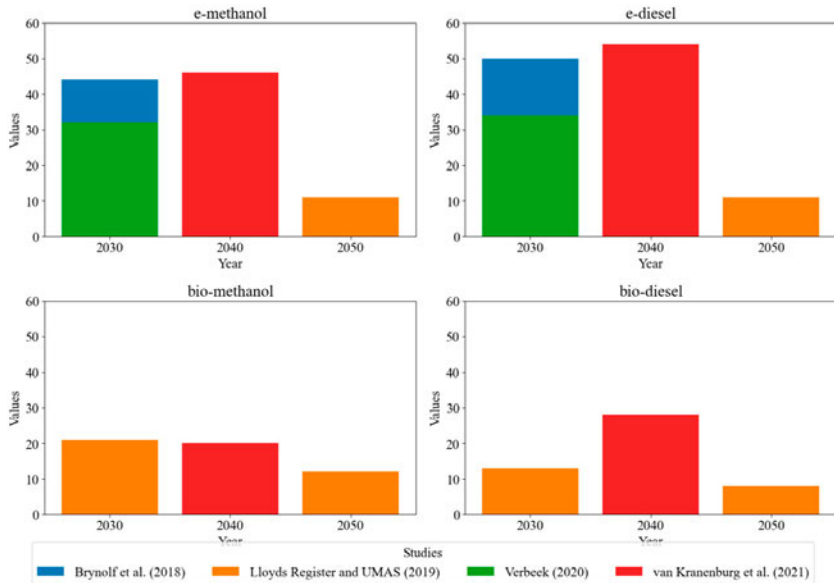 e-methanol
60
50
40
30
20
10
0
Values
2030 2040 2050
Year
e-diesel
60
50
40
30
20
10
0
Values
2030 2040 2050
Year
bio-methanol
60
50
40
30
20
10
0
Values
2030 2040 2050
Year
bio-diesel
60
50
40
30
20
10
0
Values
2030 2040 2050
Year
Studies
Brynolf et al. (2018) Lloyds Register and UMAS (2019) Verbeek (2020) van Kranenburg et al. (2021)